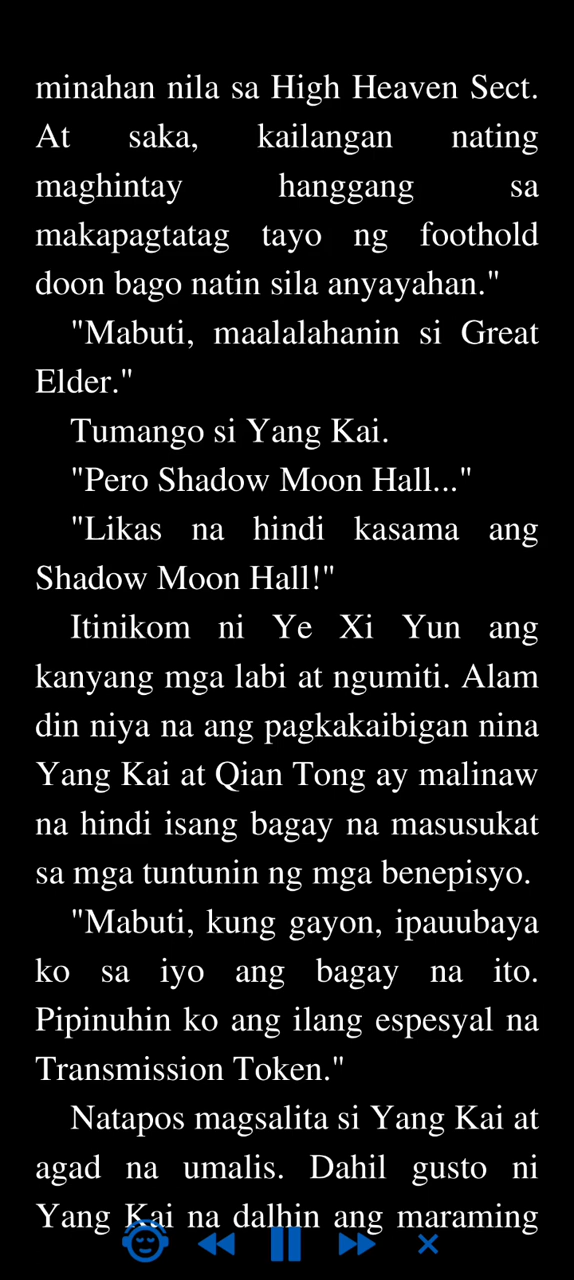 minahan nila sa High Heaven Sect.
At saka, kailangan nating
maghintay hanggang sa
makapagtatag tayo ng foothold
doon bago natin sila anyayahan."
"Mabuti, maalalahanin si Great
Elder."
Tumango si Yang Kai.
"Pero Shadow Moon Hall..."
"Likas na hindi kasama ang
Shadow Moon Hall!"
Itinikom ni Ye Xi Yun ang
kanyang mga labi at ngumiti. Alam
din niya na ang pagkakaibigan nina
Yang Kai at Qian Tong ay malinaw
na hindi isang bagay na masusukat
sa mga tuntunin ng mga benepisyo.
"Mabuti, kung gayon, ipauubaya
ko sa iyo ang bagay na ito.
Pipinuhin ko ang ilang espesyal na
Transmission Token."
Natapos magsalita si Yang Kai at
agad na umalis. Dahil gusto ni
Yang Kai na dalhin ang maraming